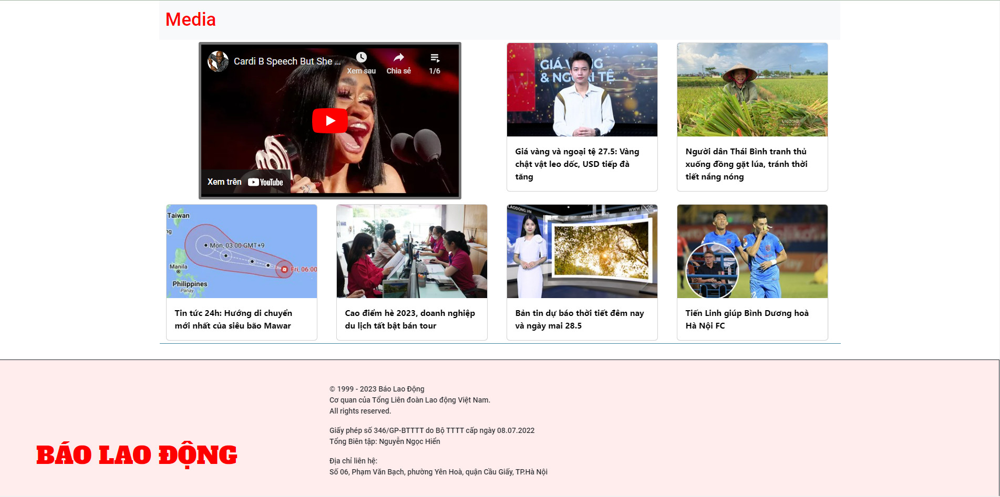 Media
Cardi B Speech But She ...
Xem sau
Chia sẻ
1/6
Xem trên YouTube
GIÁ VÀNG
& NGOẠI TỆ
LAO ĐỘNG
Giá vàng và ngoại tệ 27.5: Vàng
chật vật leo dốc, USD tiếp đà
tăng
Người dân Thái Bình tranh thủ
xuống đồng gặt lúa, tránh thời
tiết nắng nóng
Taiwan
ng
Mon, 03:00 GMT+9
Fri, 06:00
Manila
Philippines
Panay
LAODONG.VN
WWW.LAODONG.VN
Tin tức 24h: Hướng di chuyển
mới nhất của siêu bão Mawar
Cao điểm hè 2023, doanh nghiệp
du lịch tất bật bán tour
Bản tin dự báo thời tiết đêm nay
và ngày mai 28.5
Tiến Linh giúp Bình Dương hoà
Hà Nội FC
© 1999 - 2023 Báo Lao Động
Cơ quan của Tổng Liên đoàn Lao động Việt Nam.
All rights reserved.
Giấy phép số 346/GP-BTTTT do Bộ TTTT cấp ngày 08.07.2022
Tổng Biên tập: Nguyễn Ngọc Hiển
BÁO LAO ĐỘNG
Địa chỉ liên hệ:
Số 06, Phạm Văn Bạch, phường Yên Hoà, quận Cầu Giấy, TP.Hà Nội